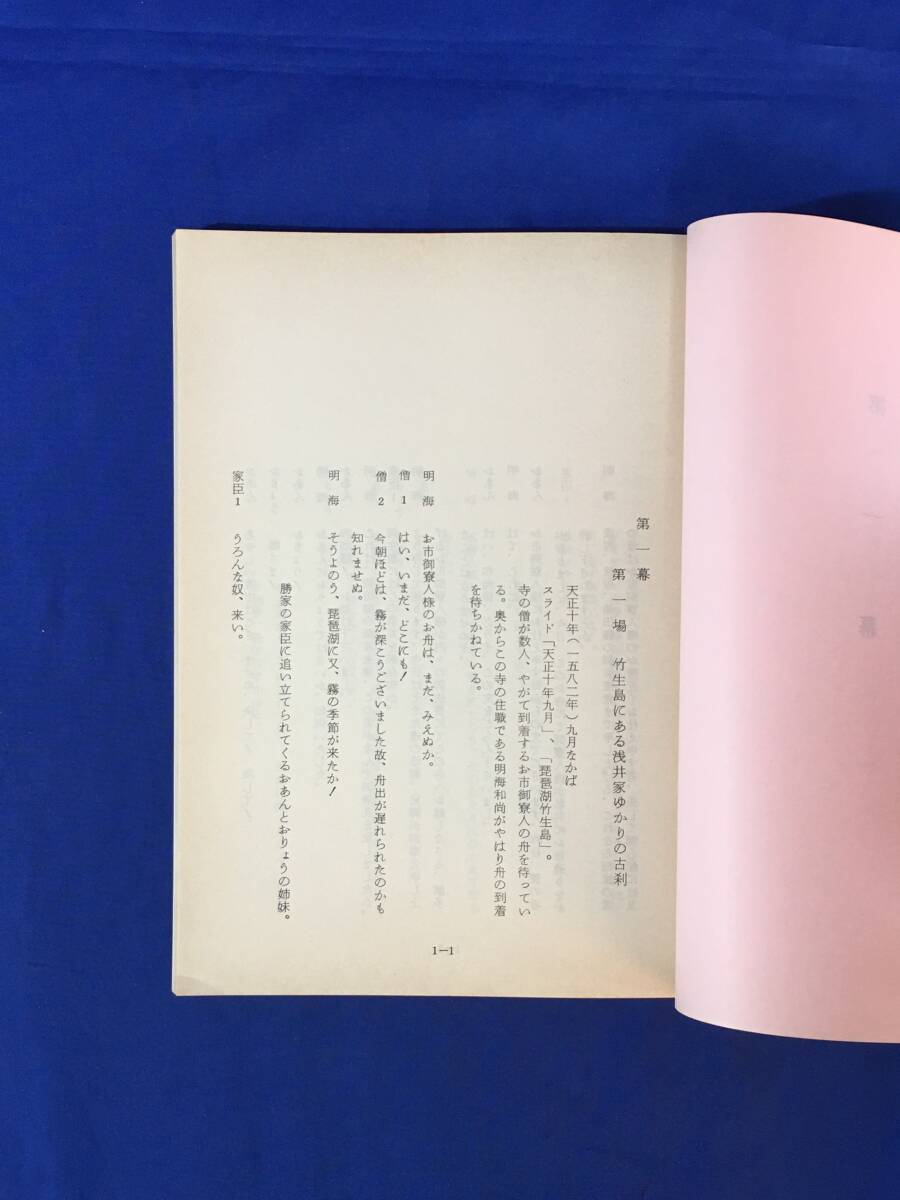 第一幕
第一場　竹生島にある浅井家ゆかりの古刹
天正十年(一五八二年)九月なかば
スライド「天正十年九月」、「琵琶湖竹生島」。
寺の僧が数人、やがて到着するお市御寮人の舟を待ってい
る。奥からこの寺の住職である明海和尚がやはり舟の到着
を待ちかねている。
明海　お市御寮人様のお舟は、まだ、みえぬか。
僧1　はい、いまだ、どこにも！
僧2　今朝ほどは、霧が深こうございました故、舟出が遅れられたのかも
知れませぬ。
明海　そうよのう、琵琶湖に又、霧の季節が来たか！
勝家の家臣に追い立てられてくるおあんとおりょうの姉妹。
家臣1　うろんな奴、来い。
1—1